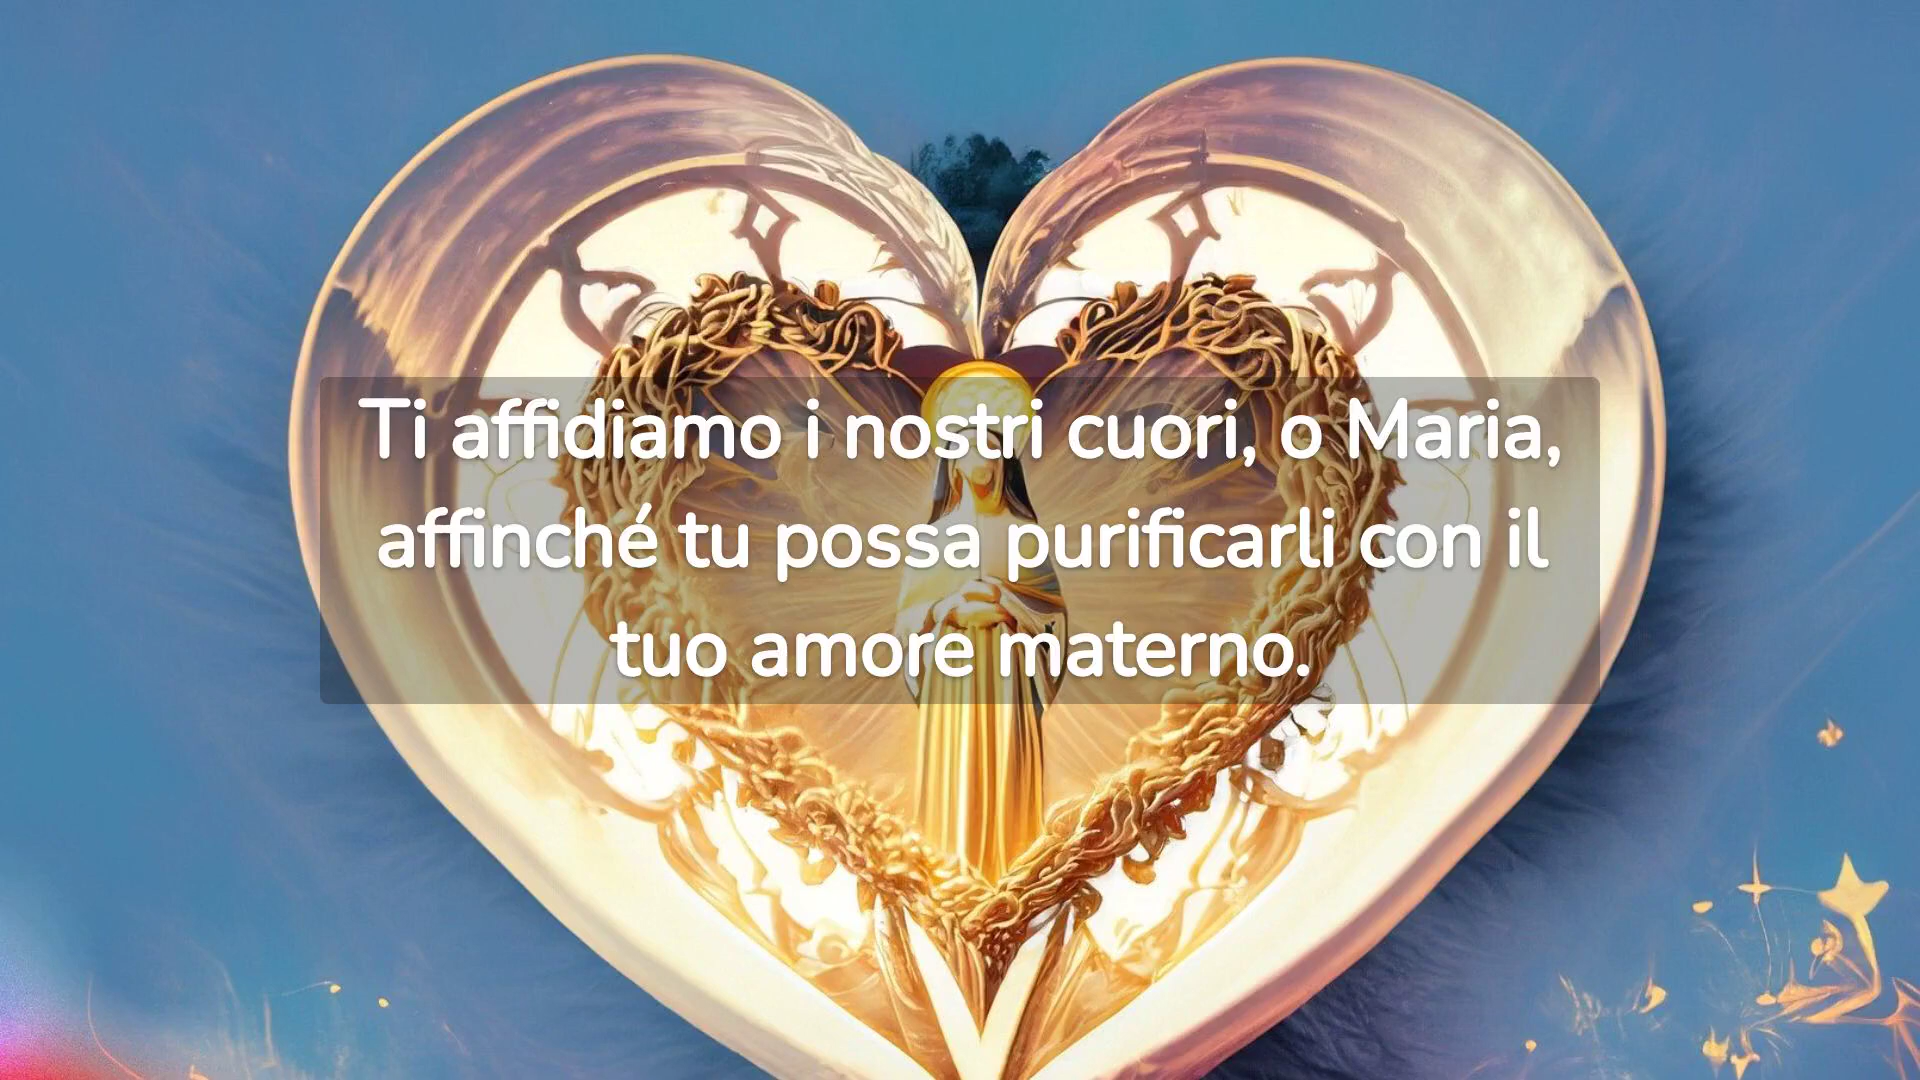 Ti affidiamo i nostri cuori, o Maria,
affinché tu possa purificarli con il
tuo amore materno.